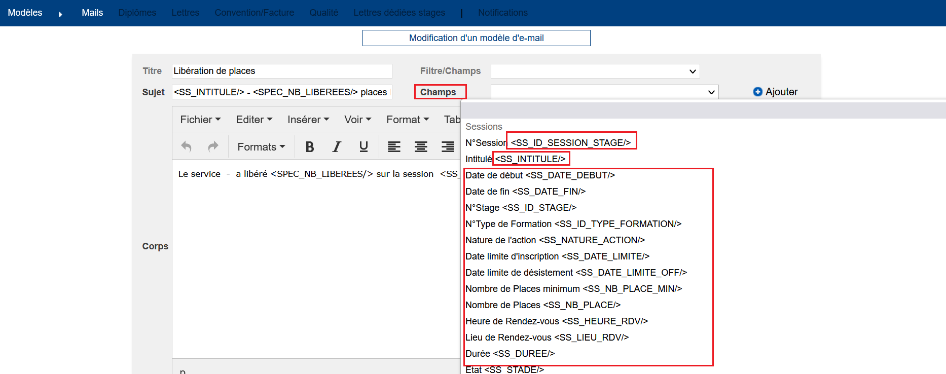 Modèles Mails Diplômes Lettres Convention/Facture Qualité Lettres dédiées stages | Notifications
Modification d'un modèle d'e-mail
Titre Libération de places Filtre/Champs
Sujet <SS_INTITULE/> - <SPEC_NB_LIBEREES/> places Champs Ajouter
Fichier Editer Insérer Voir Format Tab
Formats B I U
Sessions
N°Session <SS_ID_SESSION_STAGE/>
Intitulé <SS_INTITULE/>
Le service - a libéré <SPEC_NB_LIBEREES/> sur la session <SS_
Date de début <SS_DATE_DEBUT/>
Date de fin <SS_DATE_FIN/>
N°Stage <SS_ID_STAGE/>
N°Type de Formation <SS_ID_TYPE_FORMATION/>
Nature de l'action <SS_NATURE_ACTION/>
Corps
Date limite d'inscription <SS_DATE_LIMITE/>
Date limite de désistement <SS_DATE_LIMITE_OFF/>
Nombre de Places minimum <SS_NB_PLACE_MIN/>
Nombre de Places <SS_NB_PLACE/>
Heure de Rendez-vous <SS_HEURE_RDV/>
Lieu de Rendez-vous <SS_LIEU_RDV/>
Durée <SS_DUREE/>
Etat <SS_STADE/>
p